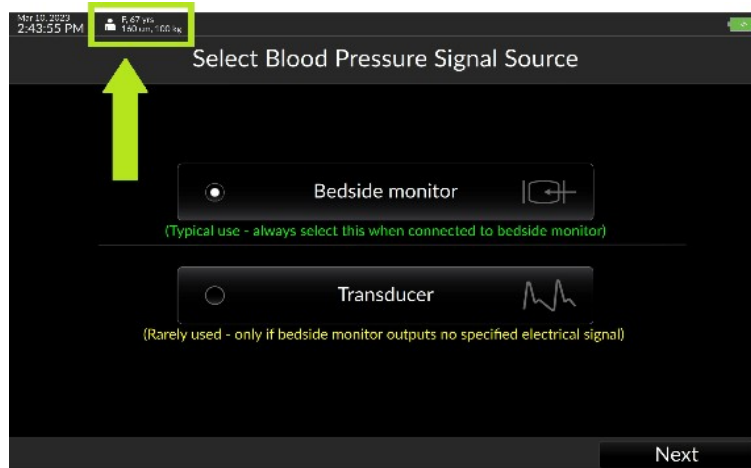 Mar 10, 2023
2:43:55 PM
F, 67 yrs
160 cm, 100 kg
Select Blood Pressure Signal Source
Bedside monitor
(Typical use - always select this when connected to bedside monitor)
Transducer
(Rarely used - only if bedside monitor outputs no specified electrical signal)
Next